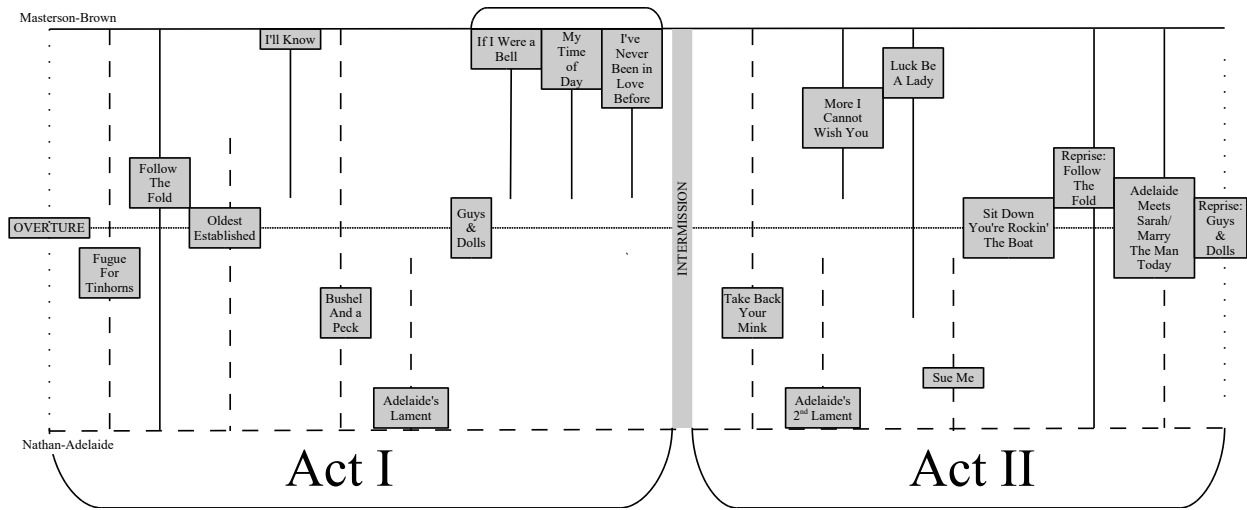 Masterson-Brown
OVERTURE
Fugue
For
Tinhorns
Follow
The
Fold
Oldest
Established
I'll Know
Bushel
And a
Peck
Adelaide's
Lament
Guys
&
Dolls
If I Were a
Bell
My
Time
of
Day
I've
Never
Been in
Love
Before
INTERMISSION
Take Back
Your
Mink
Adelaide's
2nd Lament
More I
Cannot
Wish You
Luck Be
A Lady
Sue Me
Sit Down
You're Rockin'
The Boat
Reprise:
Follow
The
Fold
Adelaide
Meets
Sarah/
Marry
The Man
Today
Reprise:
Guys
&
Dolls
Nathan-Adelaide
Act I
Act II